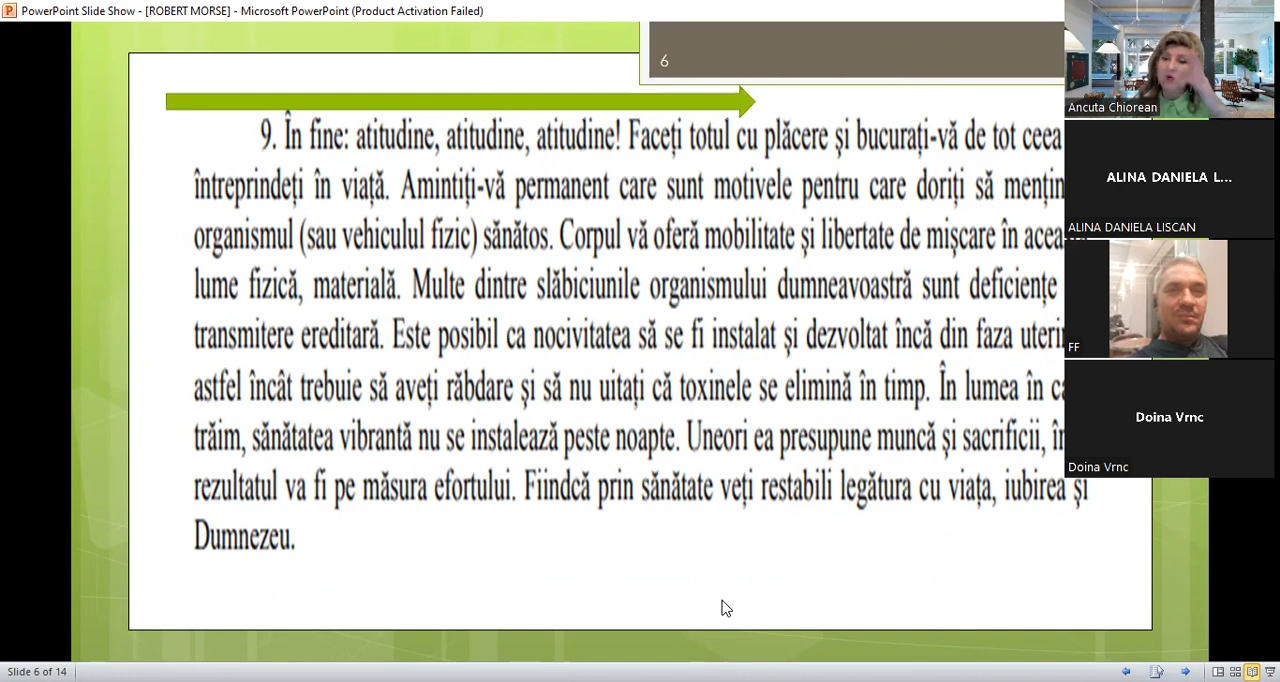 PowerPoint Slide Show - [ROBERT MORSE] - Microsoft PowerPoint (Product Activation Failed)
6
9. În fine: atitudine, atitudine, atitudine! Faceți totul cu plăcere și bucurați-vă de tot ceea
întreprindeți în viață. Amintiți-vă permanent care sunt motivele pentru care doriți să
organismul (sau vehiculul fizic) sănătos. Corpul vă oferă mobilitate și libertate de mișcare în
lume fizică, materială. Multe dintre slăbiciunile organismului dumneavoastră sunt deficiențe
transmitere ereditară. Este posibil ca nocivitatea să se fi instalat și dezvoltat încă din faza
astfel încât trebuie să aveți răbdare și să nu uitați că toxinele se elimină în timp. În lumea în
trăim, sănătatea vibrantă nu se instalează peste noapte. Uneori ea presupune muncă și sacrificii,
rezultatul va fi pe măsura efortului. Fiindcă prin sănătate veți restabili legătura cu viața, iubirea și
Dumnezeu.
Ancuta Chiorean
ALINA DANIELA L...
ALINA DANIELA LISCAN
FF
Doina Vrnc
Doina Vrnc
Slide 6 of 14